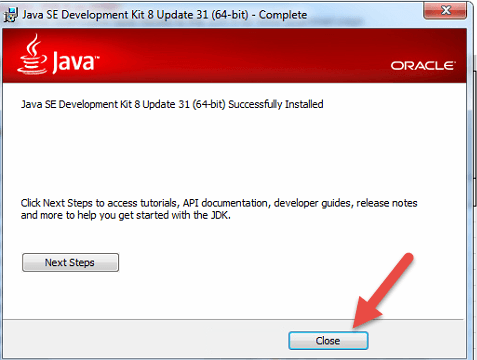 Java SE Development Kit 8 Update 31 (64-bit) - Complete
Java™
ORACLE
Java SE Development Kit 8 Update 31 (64-bit) Successfully Installed
Click Next Steps to access tutorials, API documentation, developer guides, release notes
and more to help you get started with the JDK.
Next Steps
Close